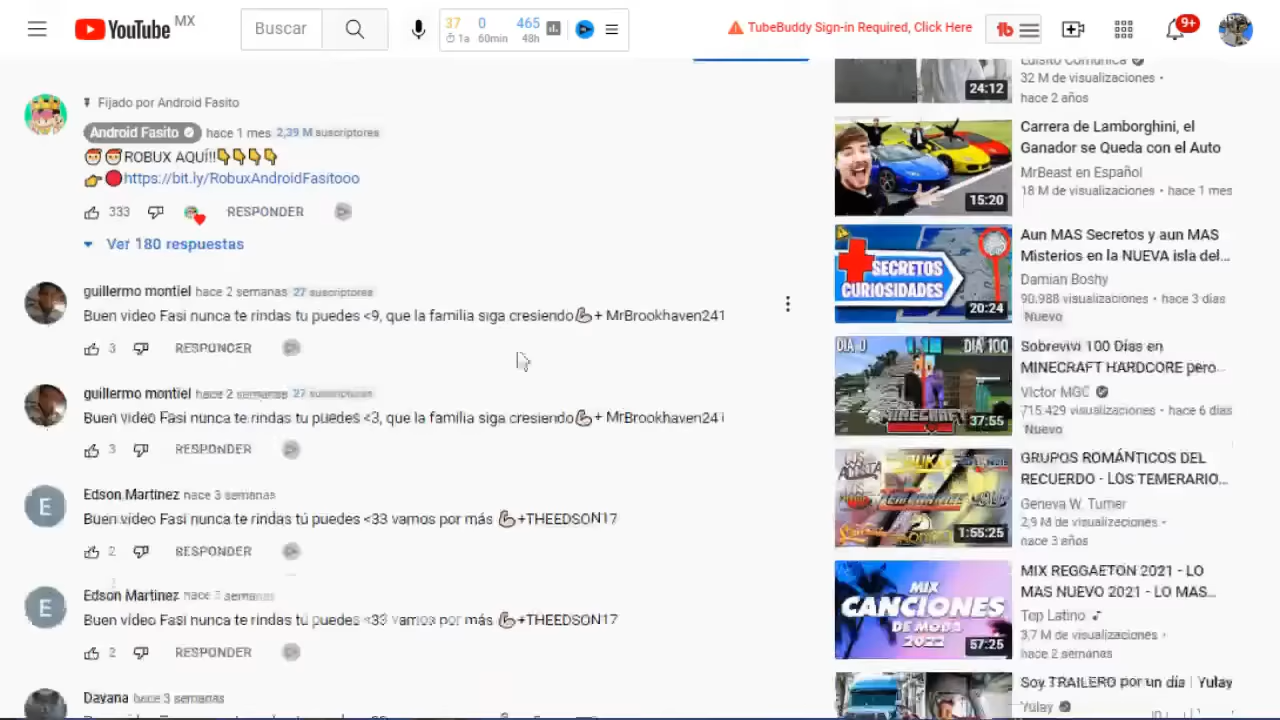 YouTube MX
Buscar
37 0 465
1a 60min 48h
TubeBuddy Sign-in Required, Click Here
tb
9+
Fijado por Android Fasito
Android Fasito hace 1 mes 2,39 M suscriptores
ROBUX AQUÍ!!!
https://bit.ly/RobuxAndroidFasitooo
333 RESPONDER
Ver 180 respuestas
guillermo montiel hace 2 semanas 27 suscriptores
Buen video Fasi nunca te rindas tu puedes <9, que la familia siga cresiendo + MrBrookhaven241
3 RESPONDER
guillermo montiel hace 2 semanas 27 suscriptores
Buen video Fasi nunca te rindas tu puedes <3, que la familia siga cresiendo + MrBrookhaven241
3 RESPONDER
E
Edson Martinez hace 3 semanas
Buen video Fasi nunca te rindas tú puedes <33 vamos por más +THEEDSON17
2 RESPONDER
E
Edson Martinez hace 3 semanas
Buen video Fasi nunca te rindas tú puedes <33 vamos por más +THEEDSON17
2 RESPONDER
Dayana hace 3 semanas
24:12
Luisito Comunica
32 M de visualizaciones •
hace 2 años
15:20
Carrera de Lamborghini, el
Ganador se Queda con el Auto
MrBeast en Español
18 M de visualizaciones • hace 1 mes
SECRETOS
CURIOSIDADES
20:24
Aun MAS Secretos y aun MAS
Misterios en la NUEVA isla del...
Damian Boshy
90.988 visualizaciones • hace 3 días
Nuevo
DIA 0 DIA 100
MINECRAFT
37:55
Sobreviví 100 Días en
MINECRAFT HARDCORE pero...
Victor MGC
715.429 visualizaciones • hace 6 días
Nuevo
1:55:25
GRUPOS ROMÁNTICOS DEL
RECUERDO - LOS TEMERARIO...
Geneva W. Turner
2,9 M de visualizaciones •
hace 3 años
MIX
CANCIONES
DE MODA
2022
57:25
MIX REGGAETON 2021 - LO
MAS NUEVO 2021 - LO MAS...
Top Latino
3,7 M de visualizaciones •
hace 2 semanas
Soy TRAILERO por un día | Yulay
Yulay